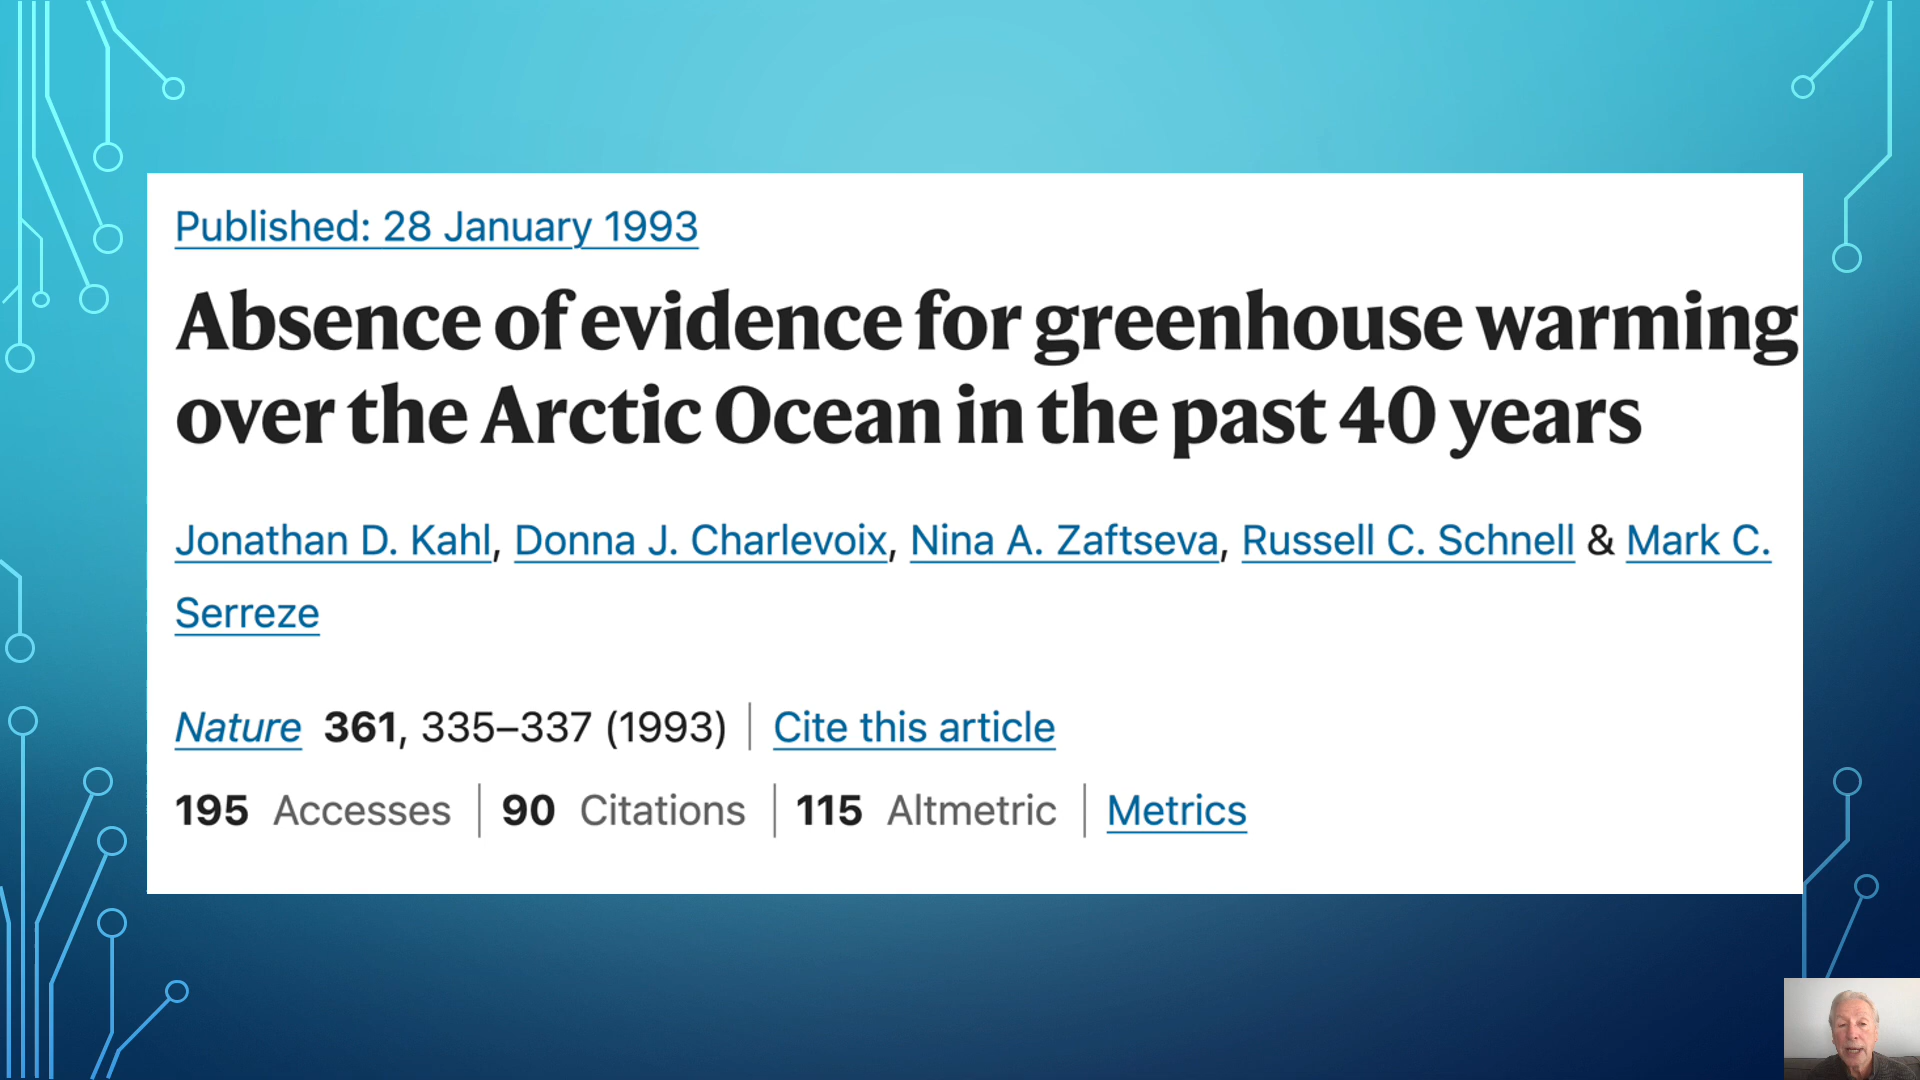 Published: 28 January 1993
Absence of evidence for greenhouse warming
over the Arctic Ocean in the past 40 years
Jonathan D. Kahl, Donna J. Charlevoix, Nina A. Zaftseva, Russell C. Schnell & Mark C.
Serreze
Nature 361, 335–337 (1993) | Cite this article
195 Accesses | 90 Citations | 115 Altmetric | Metrics